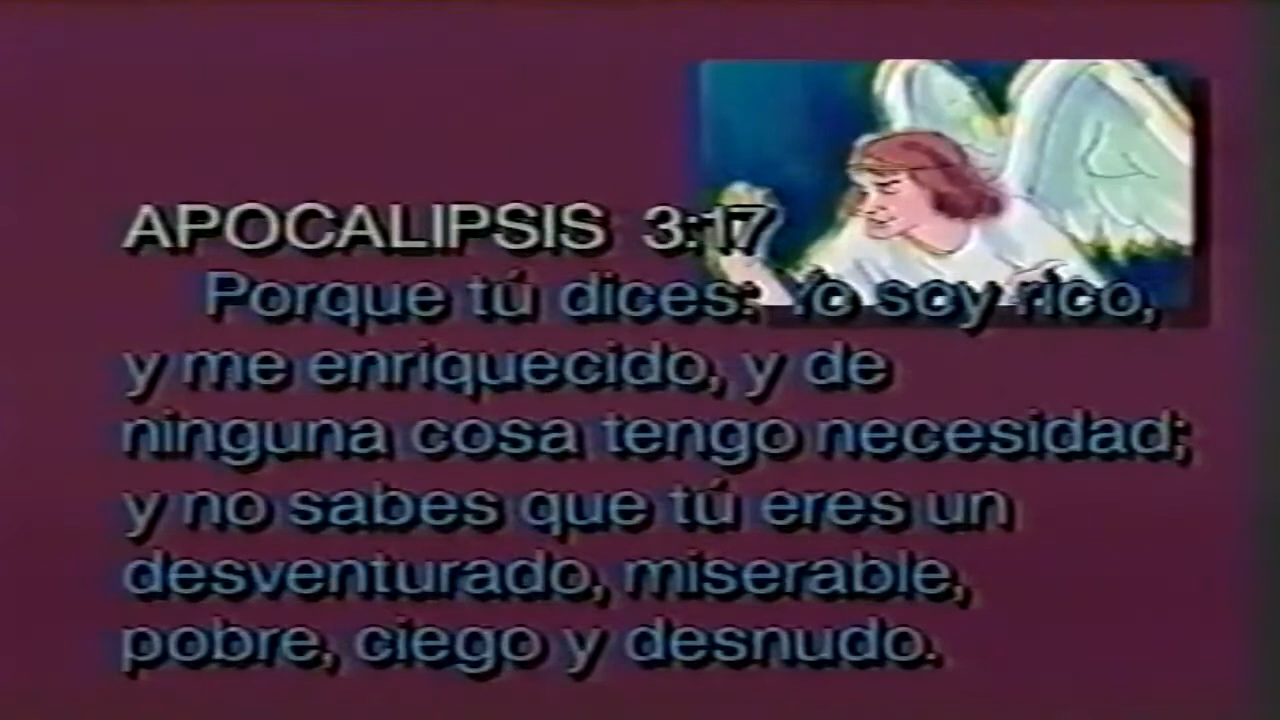 APOCALIPSIS 3:17
Porque tú dices: Yo soy rico,
y me enriquecido, y de
ninguna cosa tengo necesidad;
y no sabes que tú eres un
desventurado, miserable,
pobre, ciego y desnudo.